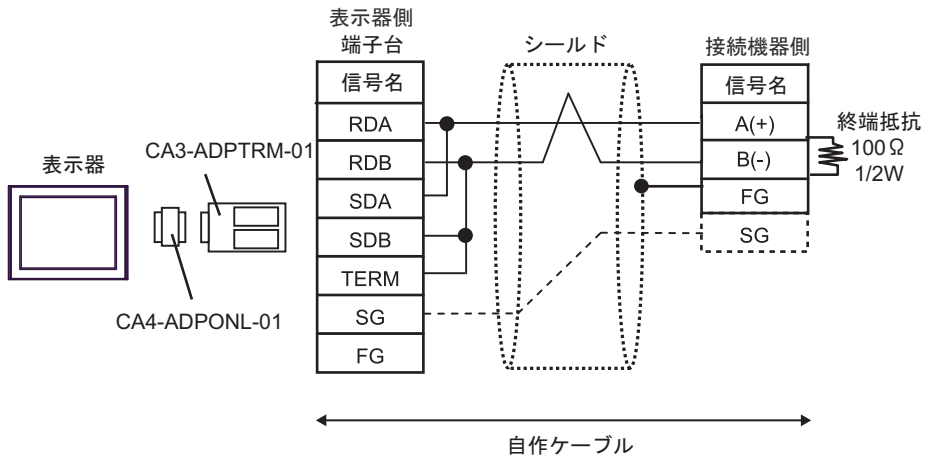 表示器側
端子台
シールド
接続機器側
信号名
信号名
RDA
A(+)
終端抵抗
100Ω
1/2W
表示器
CA3-ADPTRM-01
RDB
B(-)
SDA
FG
SDB
SG
TERM
CA4-ADPONL-01
SG
FG
自作ケーブル